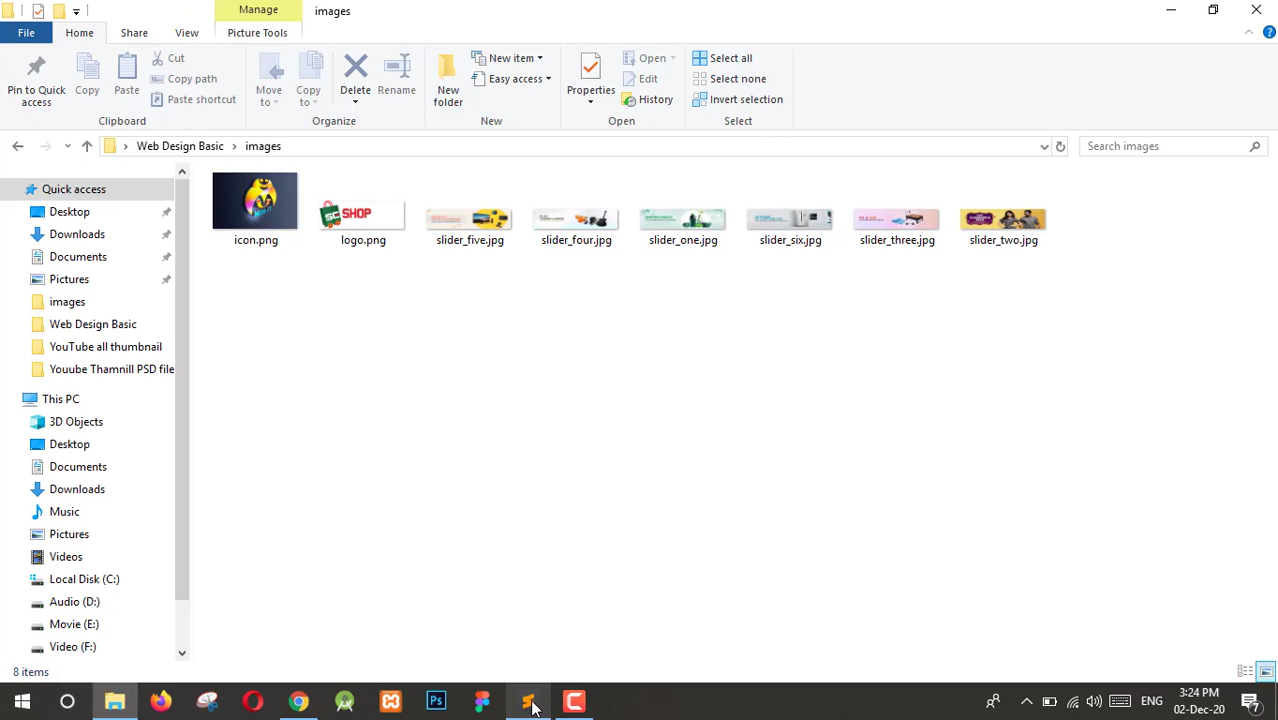 Manage
images
File
Home
Share
View
Picture Tools
Pin to Quick access
Copy
Paste
Cut
Copy path
Paste shortcut
Clipboard
Move to
Copy to
Delete
Rename
Organize
New folder
New item
Easy access
New
Properties
Open
Edit
History
Open
Select all
Select none
Invert selection
Select
Web Design Basic
images
Search images
Quick access
Desktop
Downloads
Documents
Pictures
images
Web Design Basic
YouTube all thumbnail
Youube Thamnill PSD file
This PC
3D Objects
Desktop
Documents
Downloads
Music
Pictures
Videos
Local Disk (C:)
Audio (D:)
Movie (E:)
Video (F:)
SC SHOP
icon.png
logo.png
slider_five.jpg
slider_four.jpg
slider_one.jpg
slider_six.jpg
slider_three.jpg
slider_two.jpg
8 items
Ps
ENG
3:24 PM
02-Dec-20
7